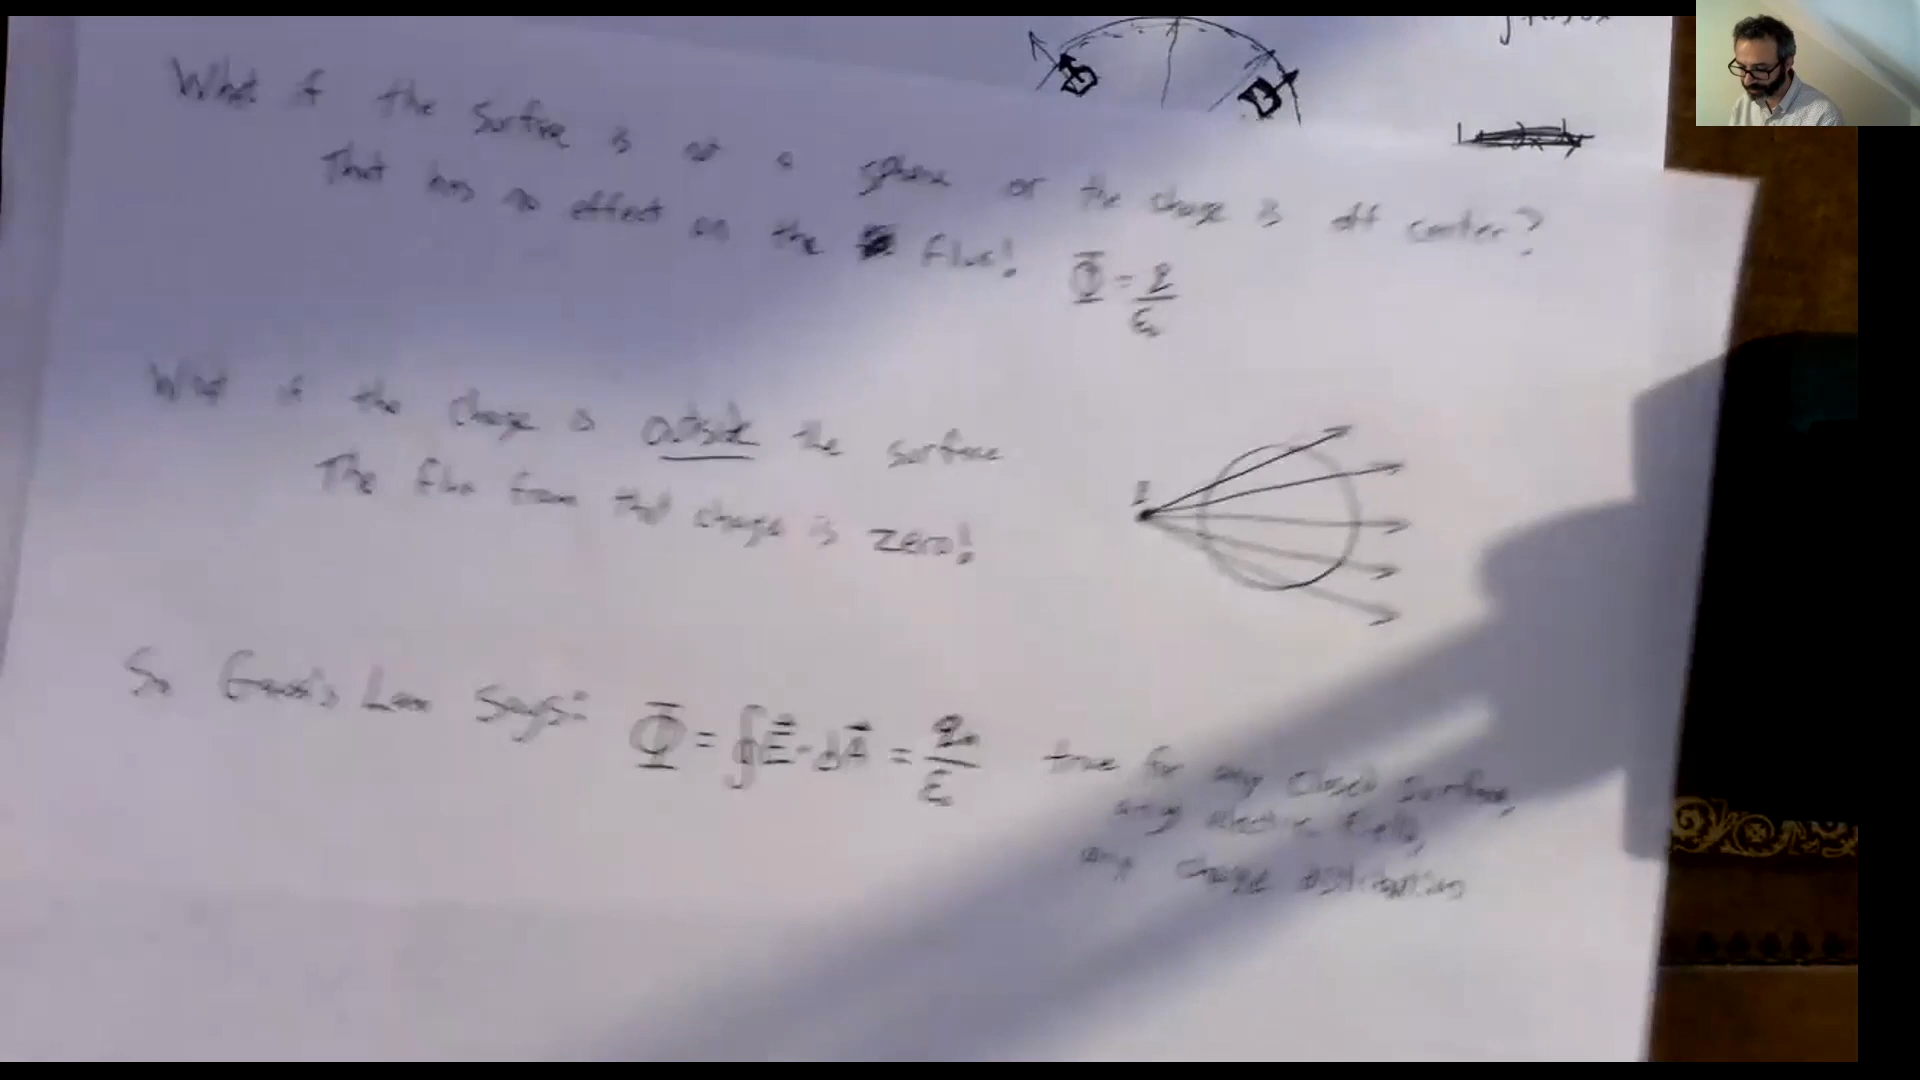 What if the surface is not a sphere or the charge is off center?
That has no effect on the flux! Φ = q/ε₀
What if the charge is outside the surface
The flux from that charge is zero!
q
So Gauss's Law says: Φ = ∮E⃗·dA⃗ = q/ε₀ true for any closed surface,
any electric field,
any charge distribution